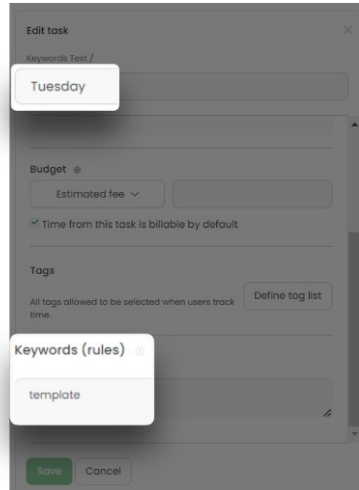 Edit task
Keywords Test /
Tuesday
Budget
Estimated fee
Time from this task is billable by default
Tags
All tags allowed to be selected when users track
time.
Define tag list
Keywords (rules)
template
Save
Cancel